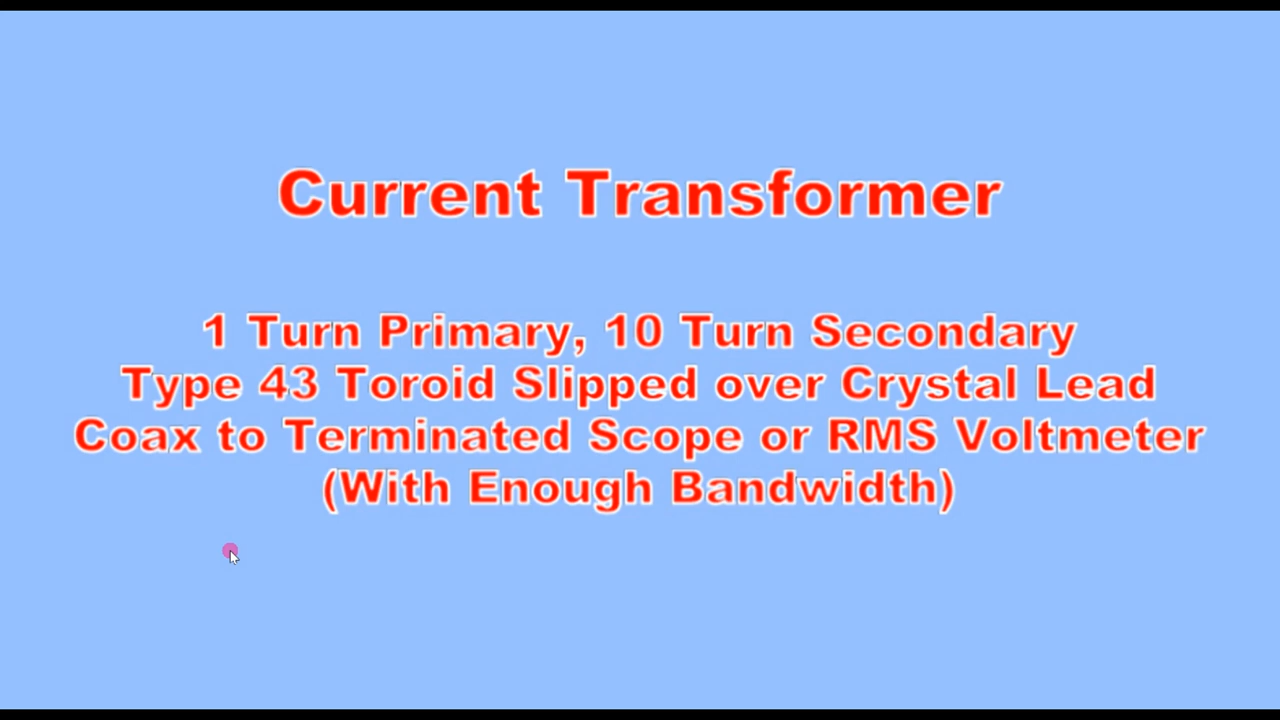 Current Transformer
1 Turn Primary, 10 Turn Secondary
Type 43 Toroid Slipped over Crystal Lead
Coax to Terminated Scope or RMS Voltmeter
(With Enough Bandwidth)